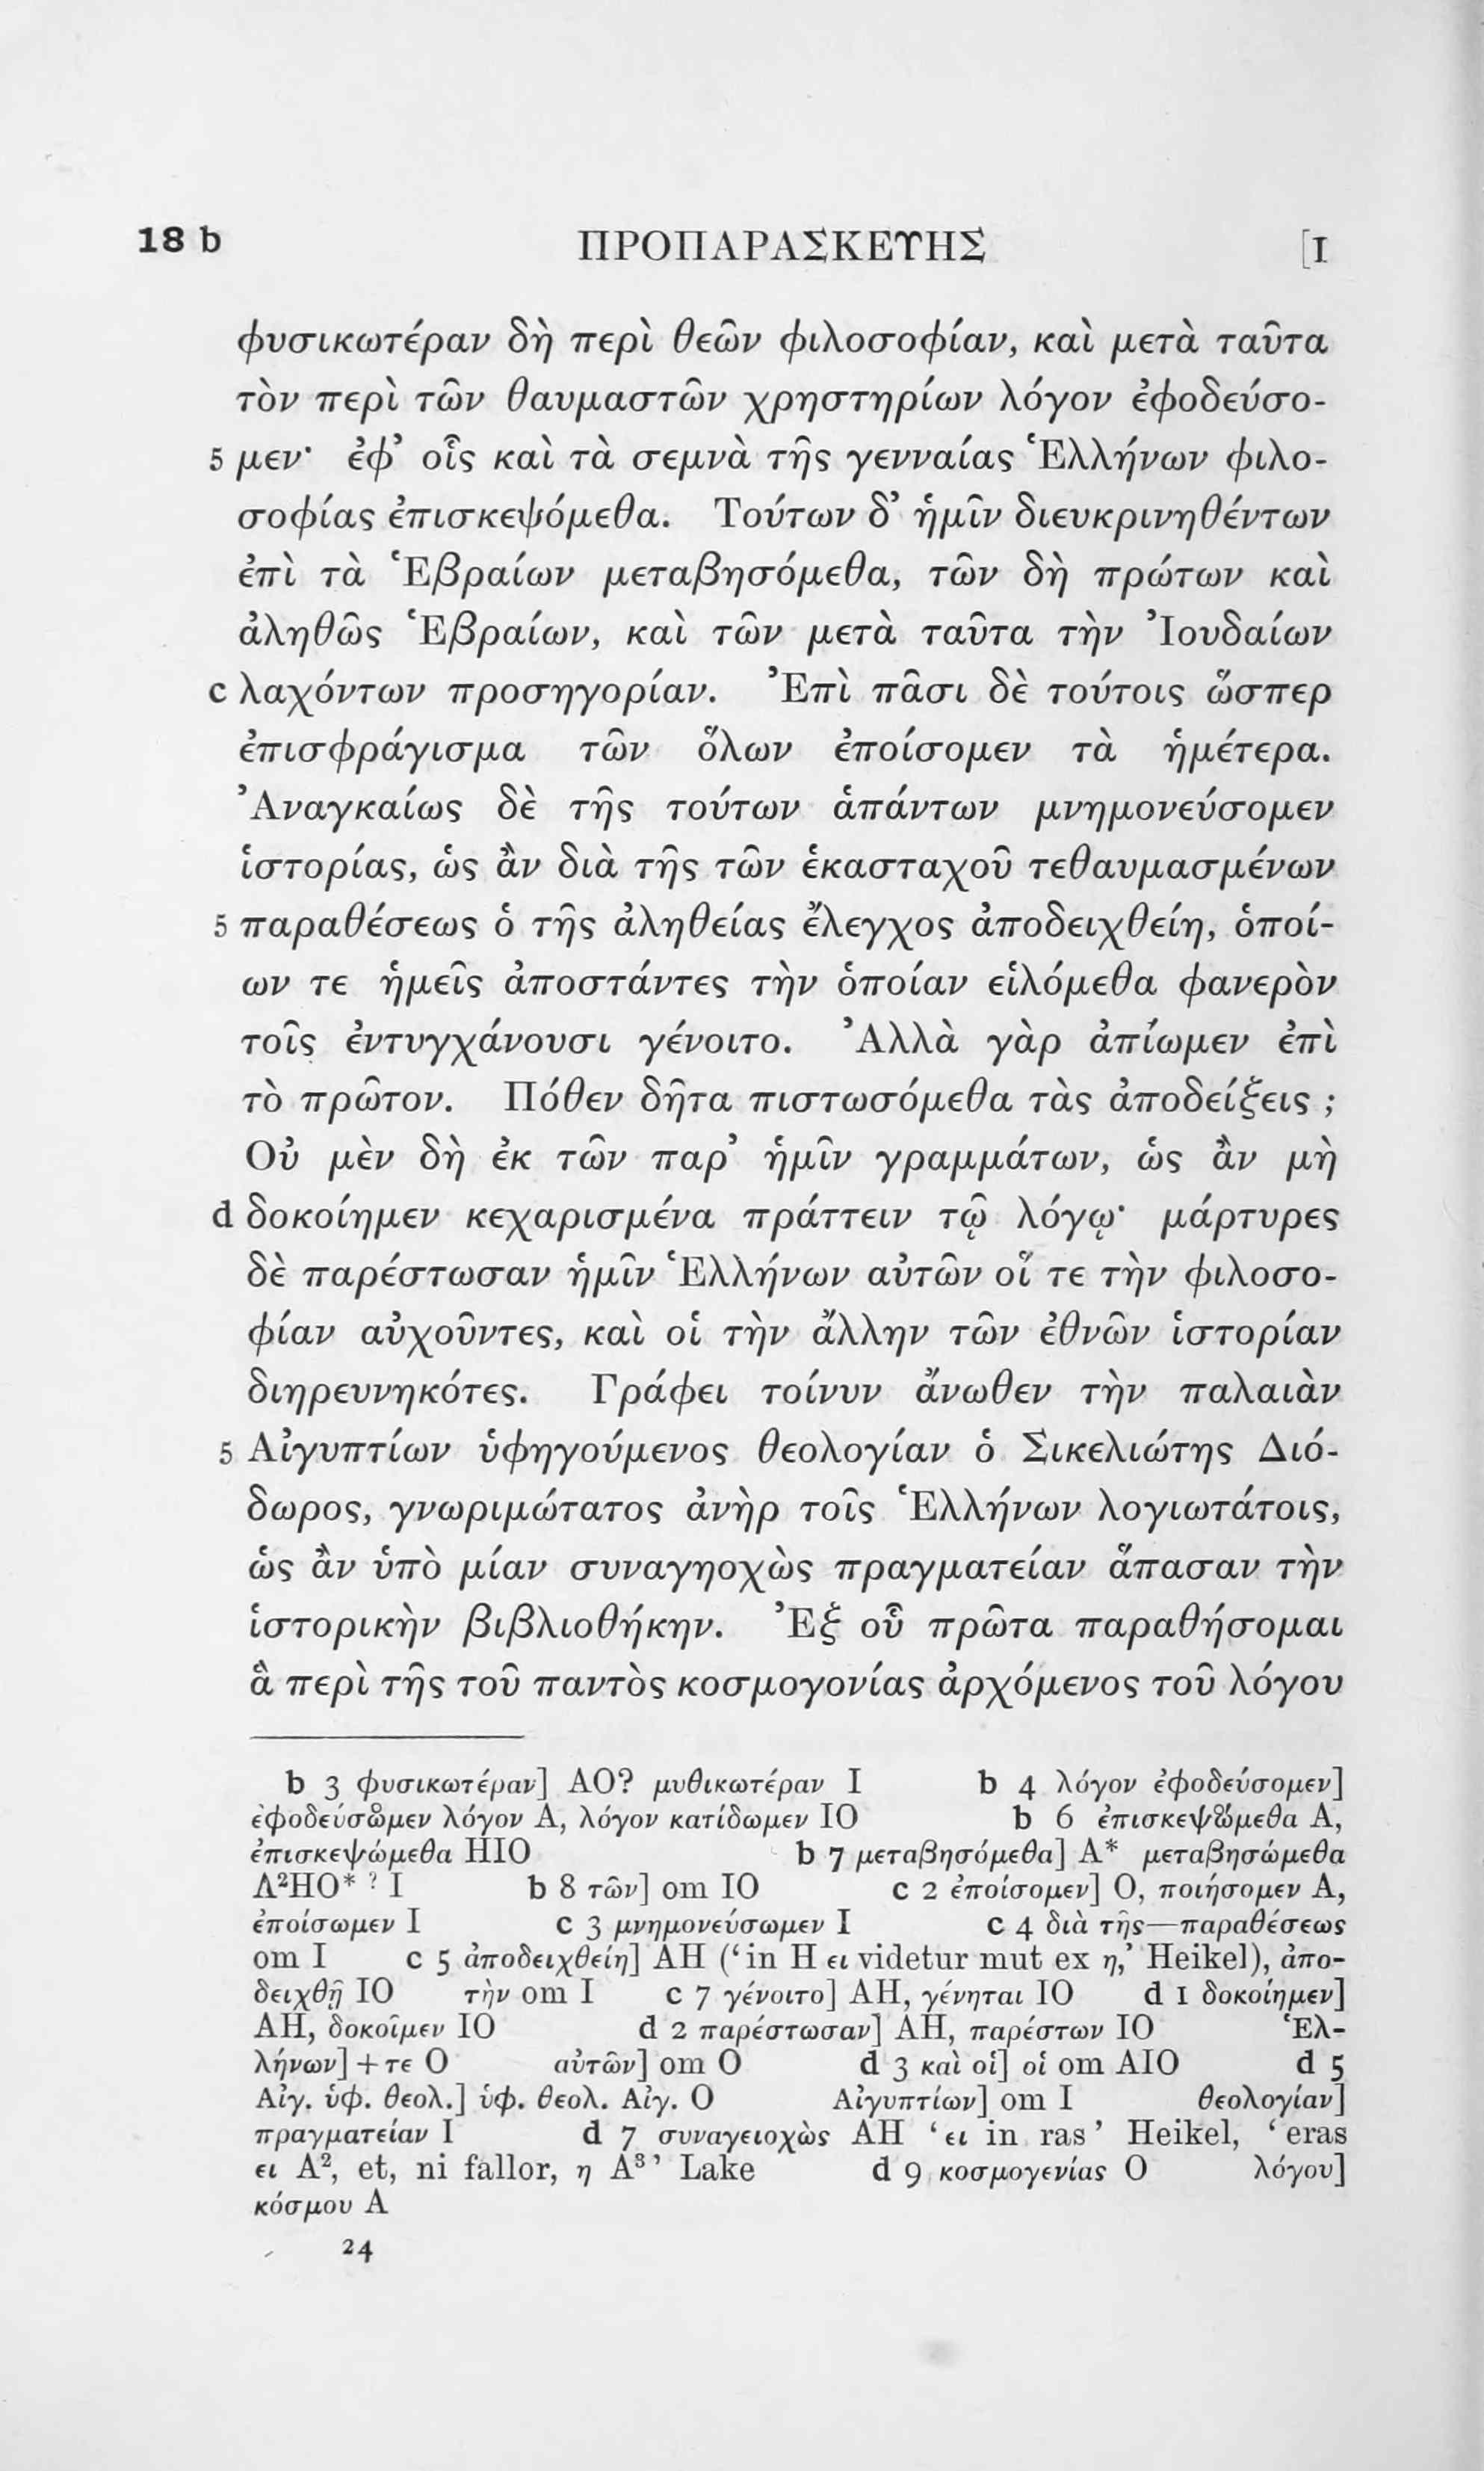 18 b ΠΡΟΠΑΡΑΣΚΕΥΗΣ [I
φυσικωτέραν δὴ περὶ θεῶν φιλοσοφίαν, καὶ μετὰ ταῦτα
τὸν περὶ τῶν θαυμαστῶν χρηστηρίων λόγον ἐφοδεύσο-
5 μεν· ἐφ’ οἷς καὶ τὰ σεμνὰ τῆς γενναίας Ἑλλήνων φιλο-
σοφίας ἐπισκεψόμεθα. Τούτων δ’ ἡμῖν διευκρινηθέντων
ἐπὶ τὰ Ἑβραίων μεταβησόμεθα, τῶν δὴ πρώτων καὶ
ἀληθῶς Ἑβραίων, καὶ τῶν μετὰ ταῦτα τὴν Ἰουδαίων
c λαχόντων προσηγορίαν. Ἐπὶ πᾶσι δὲ τούτοις ὥσπερ
ἐπισφράγισμα τῶν ὅλων ἐποίσομεν τὰ ἡμέτερα.
Ἀναγκαίως δὲ τῆς τούτων ἁπάντων μνημονεύσομεν
ἱστορίας, ὡς ἂν διὰ τῆς τῶν ἑκασταχοῦ τεθαυμασμένων
5 παραθέσεως ὁ τῆς ἀληθείας ἔλεγχος ἀποδειχθείη, ὁποί-
ων τε ἡμεῖς ἀποστάντες τὴν ὁποίαν εἱλόμεθα φανερὸν
τοῖς ἐντυγχάνουσι γένοιτο. Ἀλλὰ γὰρ ἀπίωμεν ἐπὶ
τὸ πρῶτον. Πόθεν δῆτα πιστωσόμεθα τὰς ἀποδείξεις ;
Οὐ μὲν δὴ ἐκ τῶν παρ’ ἡμῖν γραμμάτων, ὡς ἂν μὴ
d δοκοίημεν κεχαρισμένα πράττειν τῷ λόγῳ· μάρτυρες
δὲ παρέστωσαν ἡμῖν Ἑλλήνων αὐτῶν οἵ τε τὴν φιλοσο-
φίαν αὐχοῦντες, καὶ οἱ τὴν ἄλλην τῶν ἐθνῶν ἱστορίαν
διηρευνηκότες. Γράφει τοίνυν ἄνωθεν τὴν παλαιὰν
5 Αἰγυπτίων ὑφηγούμενος θεολογίαν ὁ Σικελιώτης Διό-
δωρος, γνωριμώτατος ἀνὴρ τοῖς Ἑλλήνων λογιωτάτοις,
ὡς ἂν ὑπὸ μίαν συναγηοχὼς πραγματείαν ἅπασαν τὴν
ἱστορικὴν βιβλιοθήκην. Ἐξ οὗ πρῶτα παραθήσομαι
ἃ περὶ τῆς τοῦ παντὸς κοσμογονίας ἀρχόμενος τοῦ λόγου
b 3 φυσικωτέραν] AO? μυθικωτέραν I b 4 λόγον ἐφοδεύσομεν]
λόγον A, λόγον κατίδωμεν IO b 6 A,
ἐπισκεψώμεθα HIO b 7 μεταβησόμεθα] A* μεταβησώμεθα
A²HO* ? I b 8 τῶν] om IO c 2 ἐποίσομεν] O, ποιήσομεν A,
ἐποίσωμεν I c 3 μνημονεύσωμεν I c 4 διὰ τῆς—παραθέσεως
om I c 5 ἀποδειχθείη] AH (‘in H ει videtur mut ex η,’ Heikel), ἀπο-
δειχθῇ IO τὴν om I c 7 γένοιτο] AH, γένηται IO d 1 δοκοίημεν]
AH, δοκοῖμεν IO d 2 παρέστωσαν] AH, παρέστων IO Ἑλ-
λήνων] + τε O αὐτῶν] om O d 3 καὶ οἱ] οἱ om AIO d 5
Αἰγ. ὑφ. θεολ.] ὑφ. θεολ. Αἰγ. O Αἰγυπτίων] om I θεολογίαν]
πραγματείαν I d 7 συναγειοχὼς AH ‘ει in ras’ Heikel, ‘eras
ει A², et, ni fallor, η A³’ Lake d 9 κοσμογενίας O λόγου]
κόσμου A
24